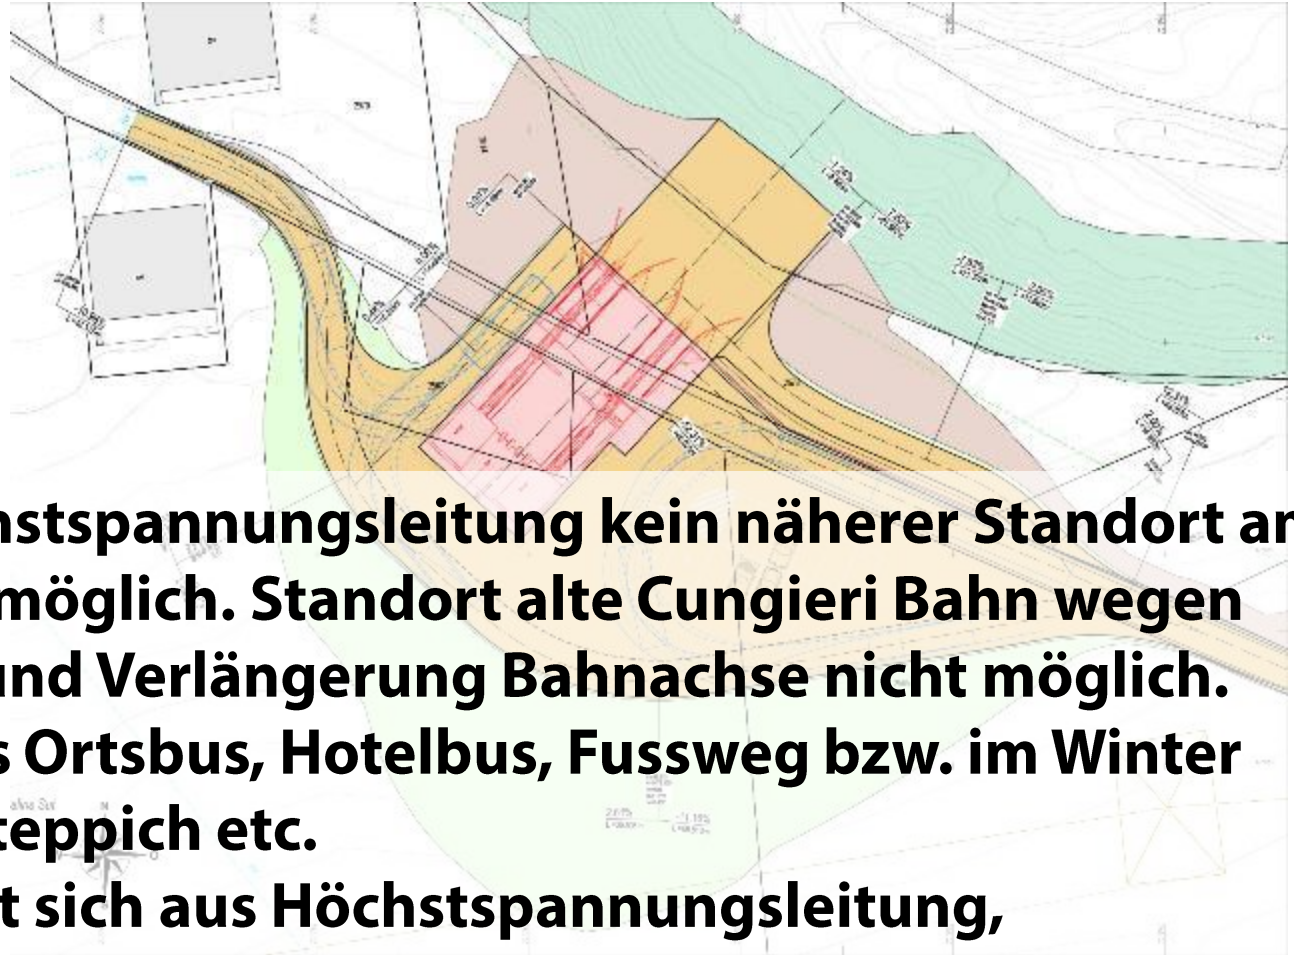 hstspannungsleitung kein näherer Standort an
möglich. Standort alte Cungieri Bahn wegen
und Verlängerung Bahnachse nicht möglich.
s Ortsbus, Hotelbus, Fussweg bzw. im Winter
teppich etc.
t sich aus Höchstspannungsleitung,